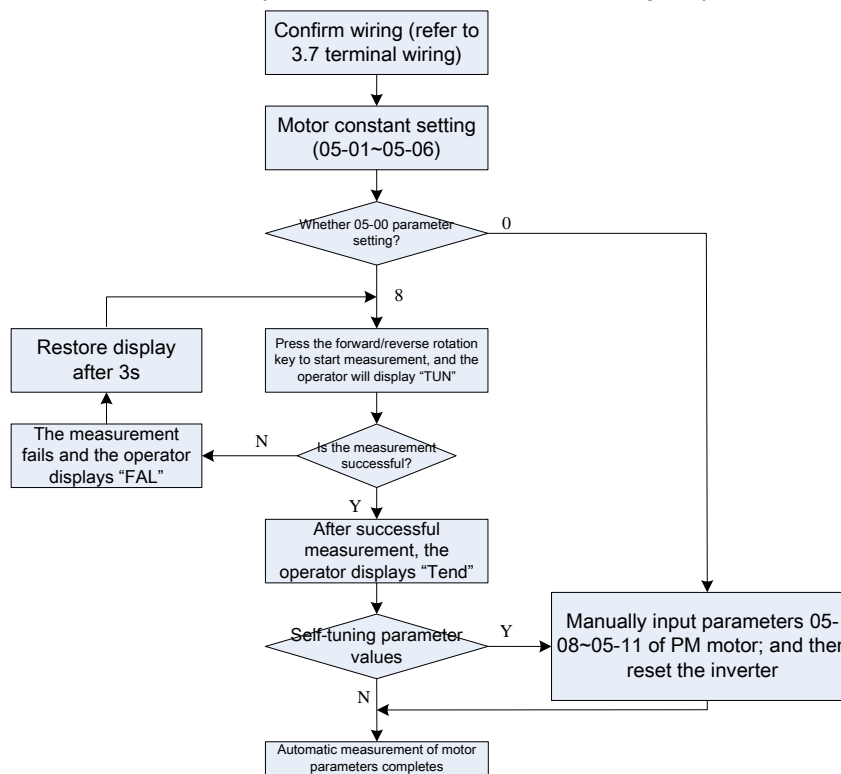 Confirm wiring (refer to
3.7 terminal wiring)
Motor constant setting
(05-01~05-06)
Whether 05-00 parameter
setting?
0
8
Restore display
after 3s
Press the forward/reverse rotation
key to start measurement, and the
operator will display “TUN”
The measurement
fails and the operator
displays “FAL”
N
Is the measurement
successful?
Y
After successful
measurement, the
operator displays “Tend”
Self-tuning parameter
values
Y
Manually input parameters 05-
08~05-11 of PM motor; and then
reset the inverter
N
Automatic measurement of motor
parameters completes